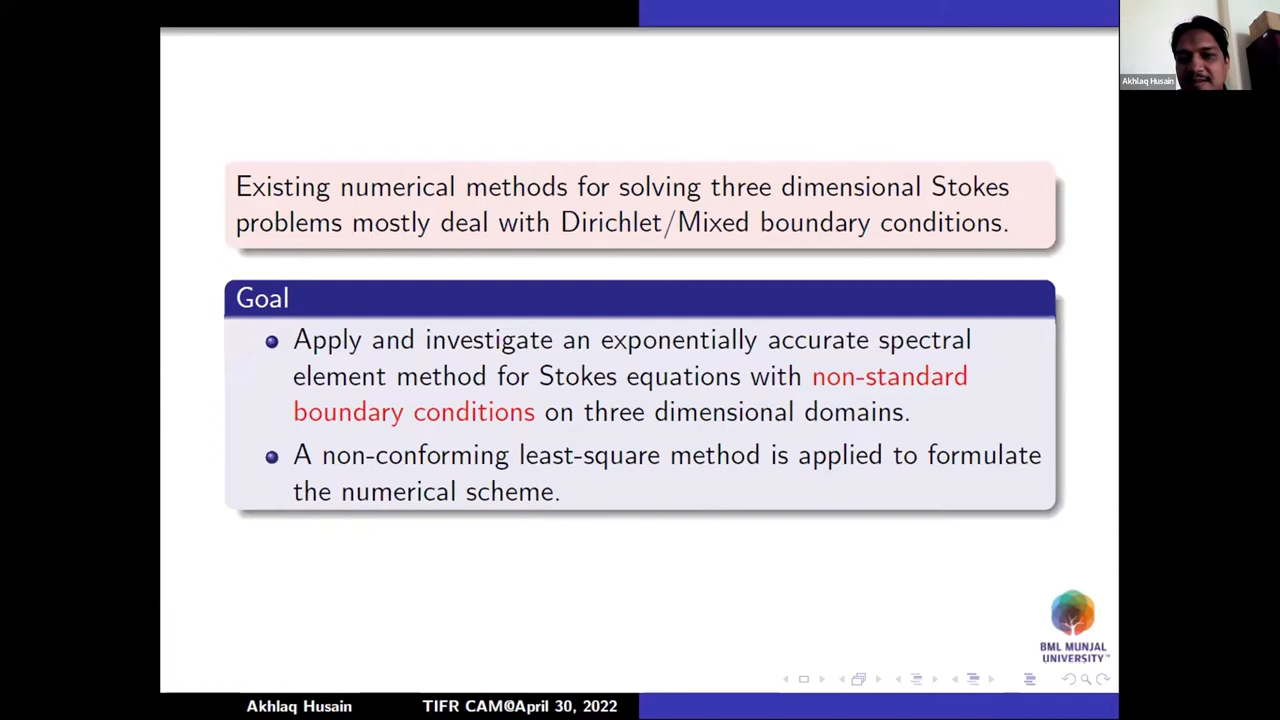 Akhlaq Husain
Existing numerical methods for solving three dimensional Stokes
problems mostly deal with Dirichlet/Mixed boundary conditions.
Goal
Apply and investigate an exponentially accurate spectral
element method for Stokes equations with non-standard
boundary conditions on three dimensional domains.
A non-conforming least-square method is applied to formulate
the numerical scheme.
BML MUNJAL
UNIVERSITY™
Akhlaq Husain TIFR CAM@April 30, 2022